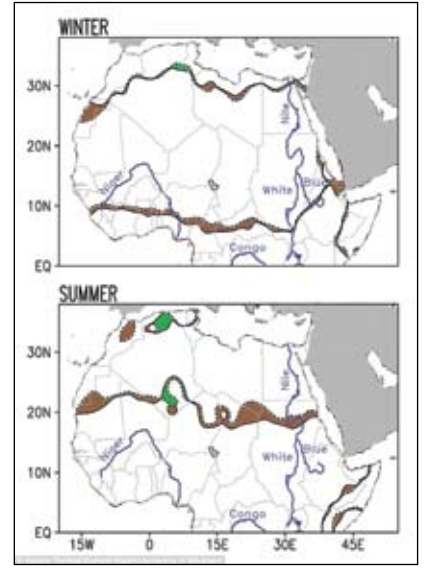 WINTER
30N
20N
10N
EQ
Niger
Nile
White
Blue
Congo
SUMMER
30N
20N
10N
EQ
Niger
Nile
White
Blue
Congo
15W 0 15E 30E 45E